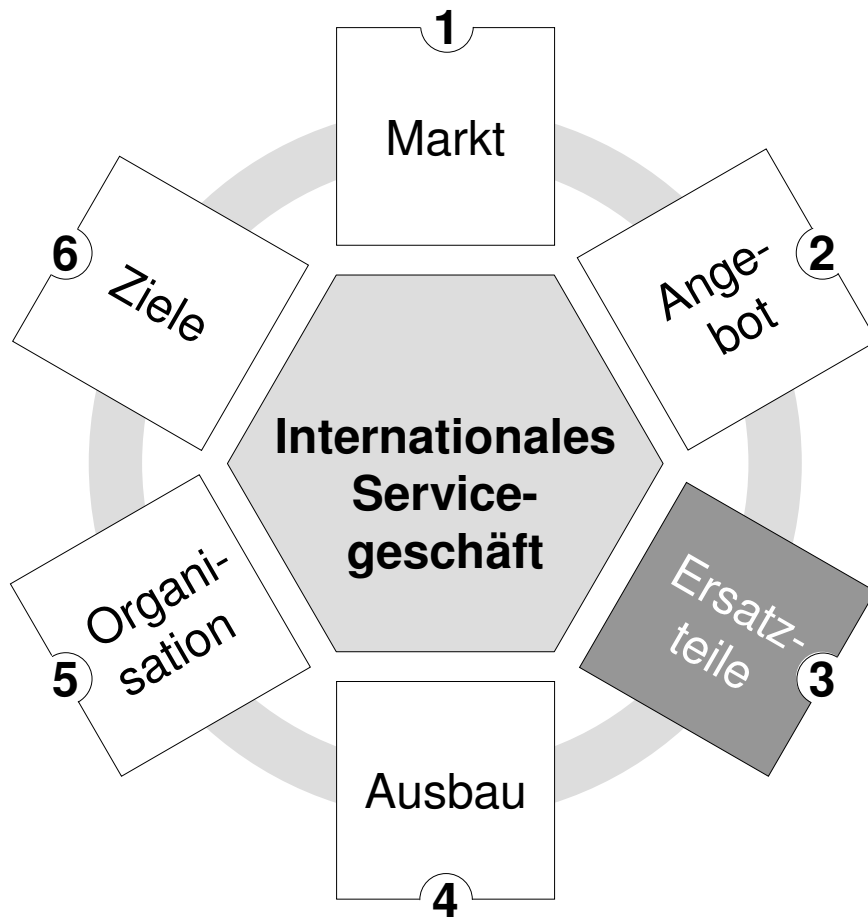 1
Markt
2
Ange-
bot
Ersatz-
teile
3
4
Ausbau
5
Organi-
sation
6
Ziele
Internationales
Service-
geschäft